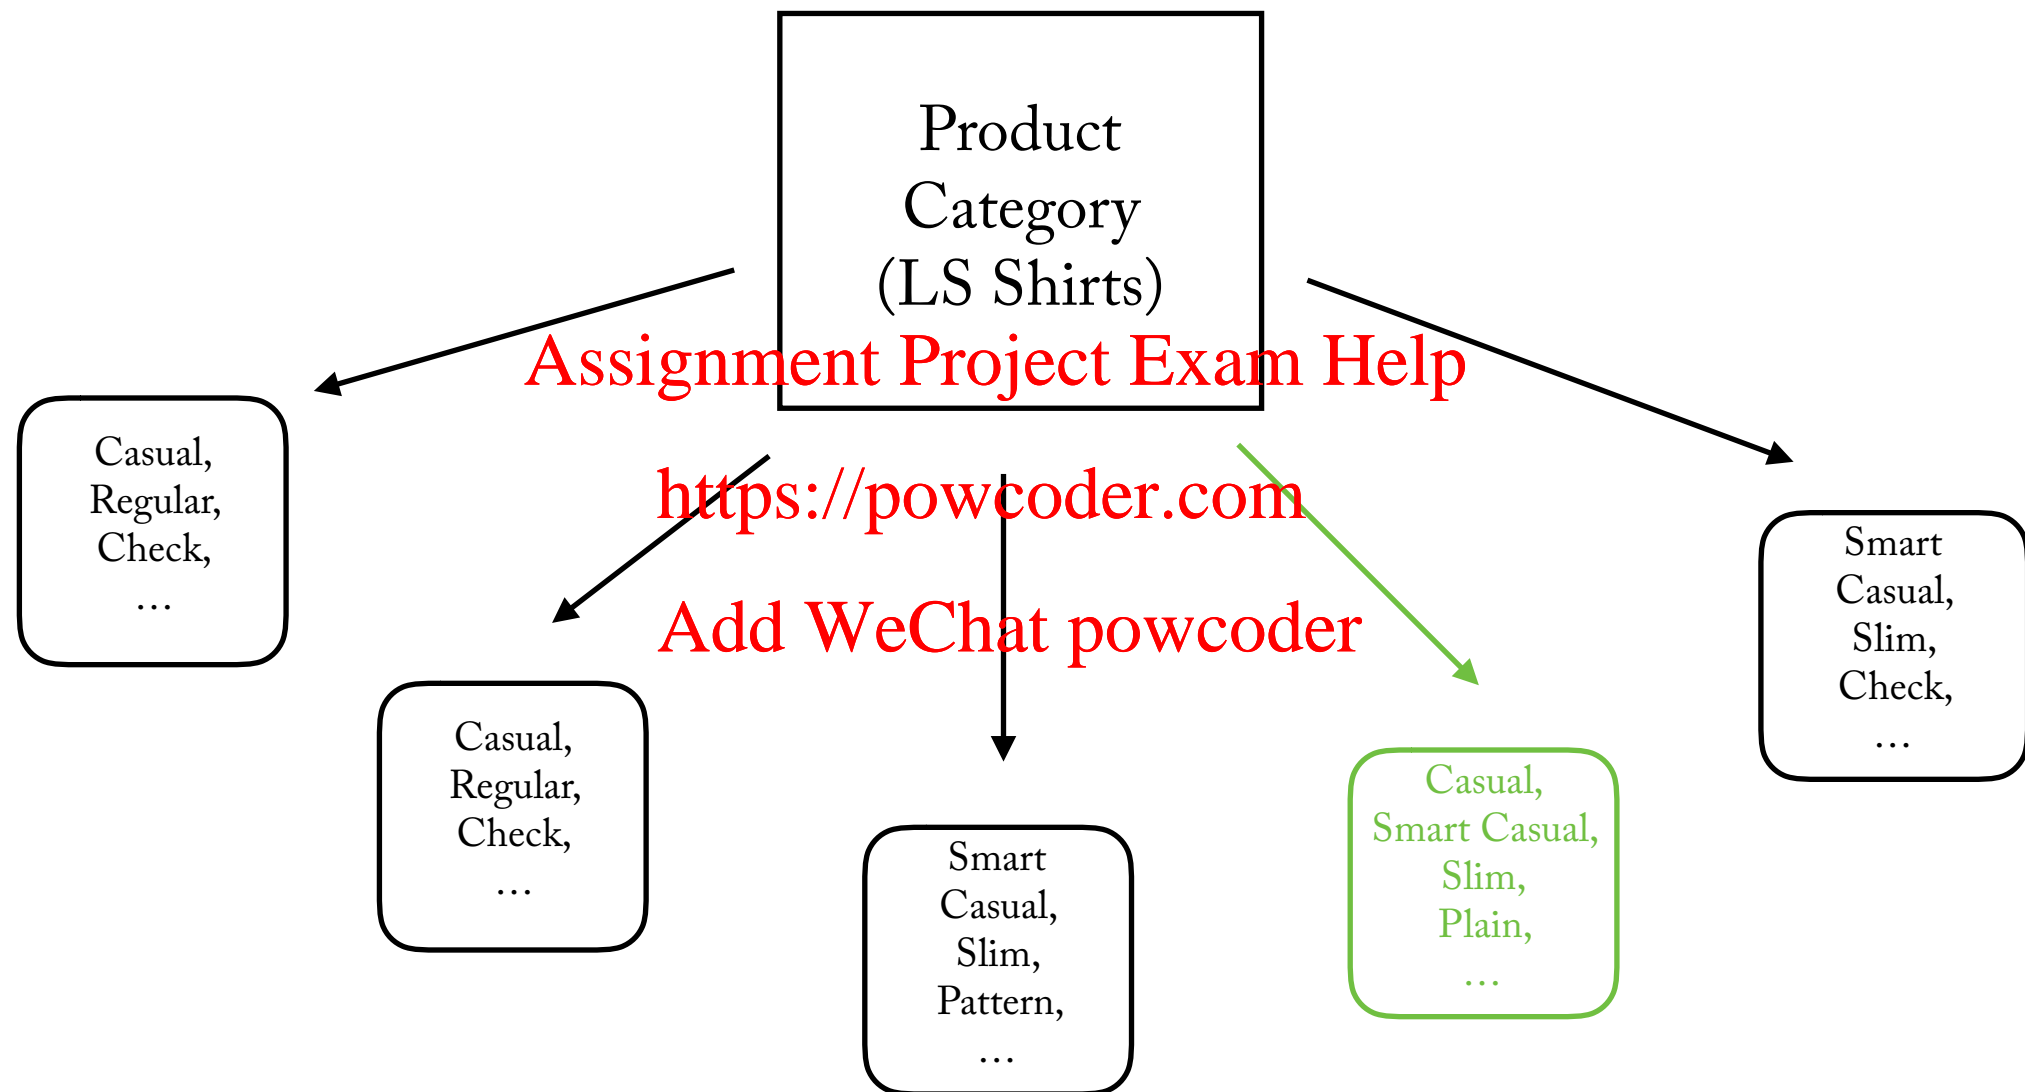 Product
Category
(LS Shirts)
Assignment Project Exam Help
https://powcoder.com
Add WeChat powcoder
Casual,
Regular,
Check,
…
Casual,
Regular,
Check,
…
Smart
Casual,
Slim,
Pattern,
…
Casual,
Smart Casual,
Slim,
Plain,
…
Smart
Casual,
Slim,
Check,
…